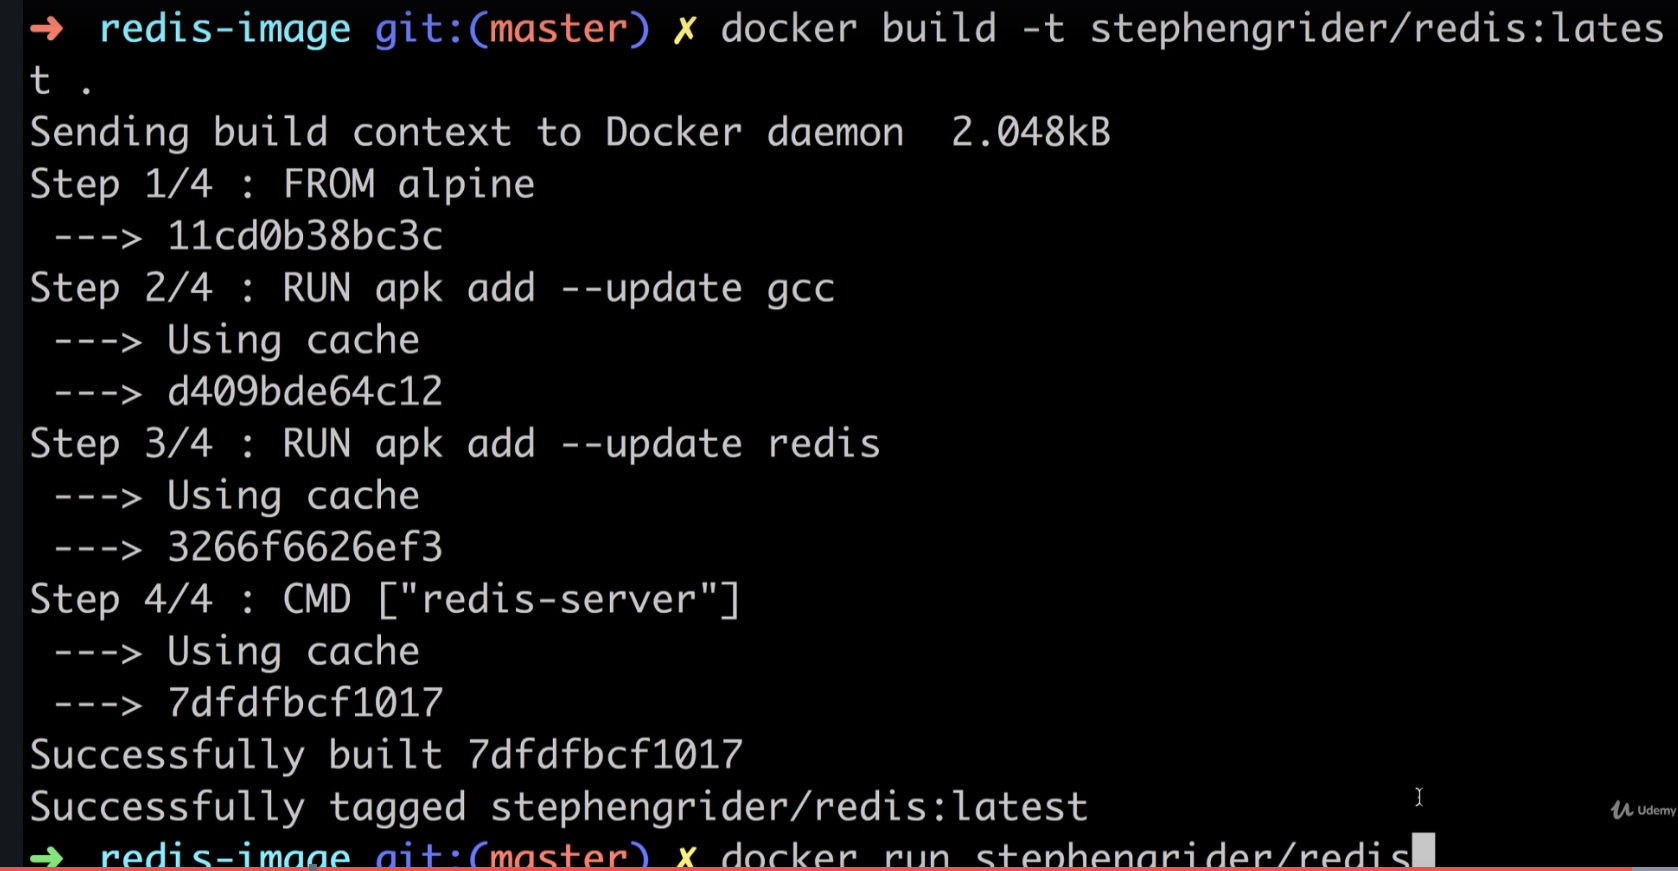 ➜ redis-image git:(master) ✗ docker build -t stephengrider/redis:lates
t .
Sending build context to Docker daemon  2.048kB
Step 1/4 : FROM alpine
 ---> 11cd0b38bc3c
Step 2/4 : RUN apk add --update gcc
 ---> Using cache
 ---> d409bde64c12
Step 3/4 : RUN apk add --update redis
 ---> Using cache
 ---> 3266f6626ef3
Step 4/4 : CMD ["redis-server"]
 ---> Using cache
 ---> 7dfdfbcf1017
Successfully built 7dfdfbcf1017
Successfully tagged stephengrider/redis:latest
Udemy
➜ redis-image git:(master) ✗ docker run stephengrider/redis